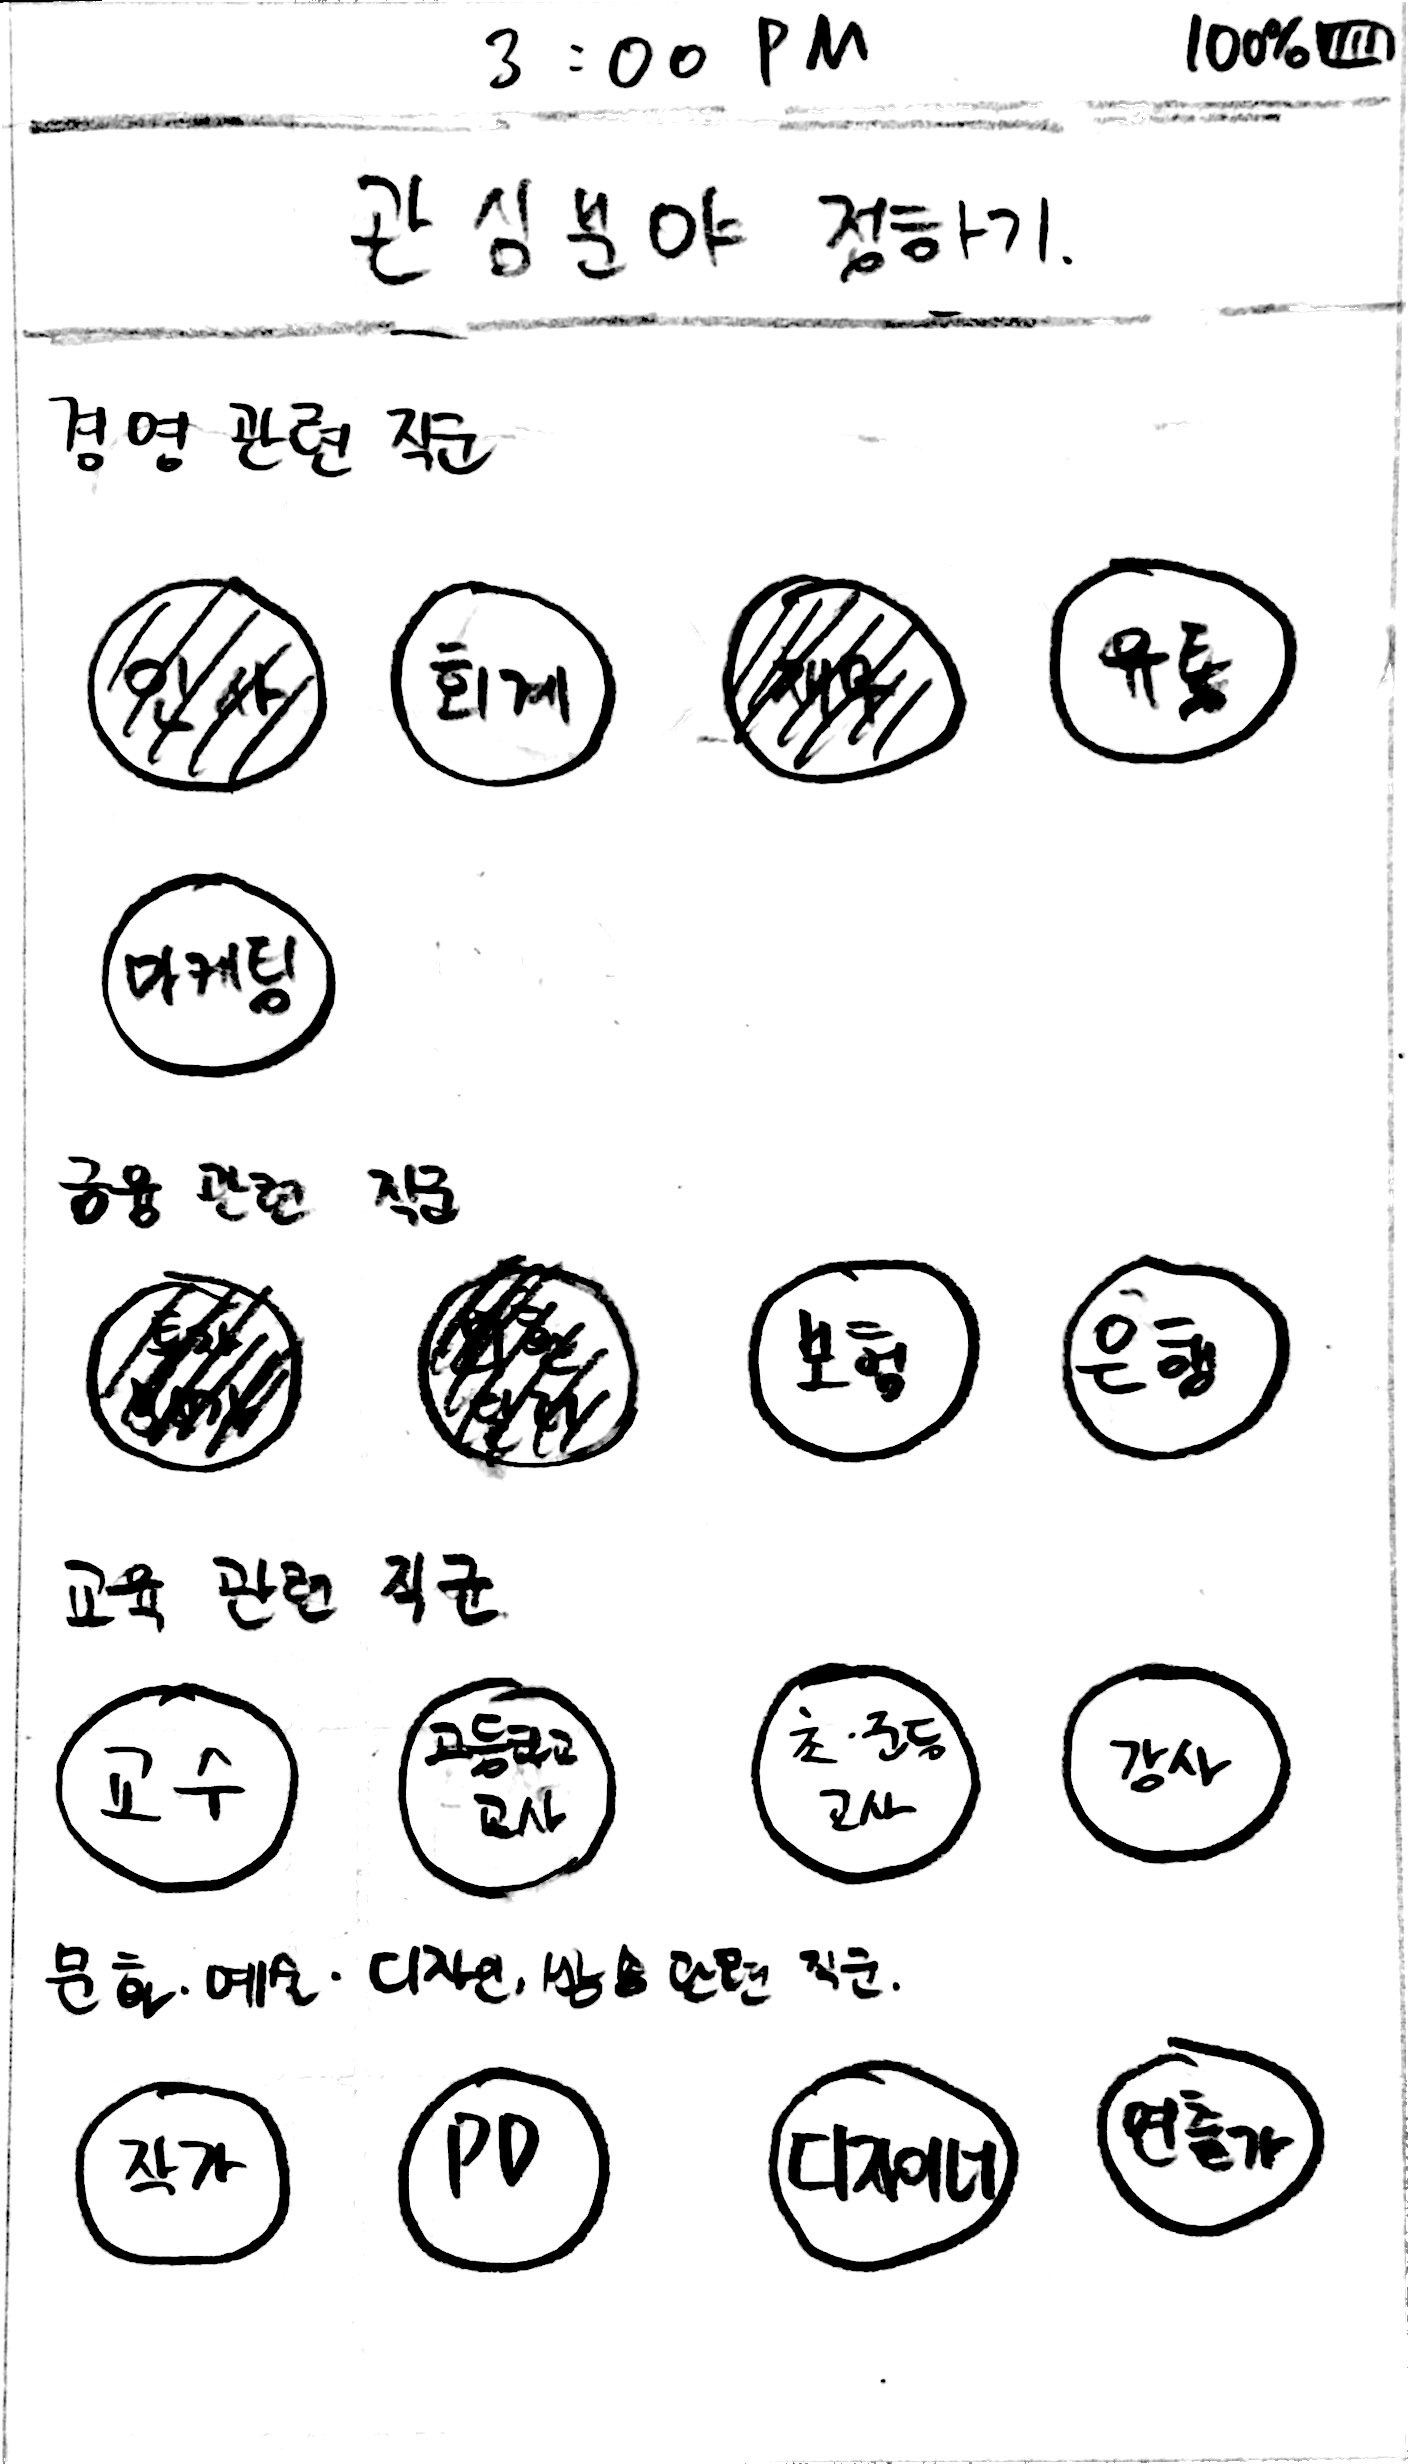 3:00 PM 100%
관심분야 정하기.
경영 관련 직군
인사 회계 재무 유통
마케팅
금융 관련 직군
보험 은행
교육 관련 직군
교수 고등학교 교사 초·중등 교사 강사
문화·예술·디자인, 방송 관련 직군.
작가 PD 디자이너 연출가